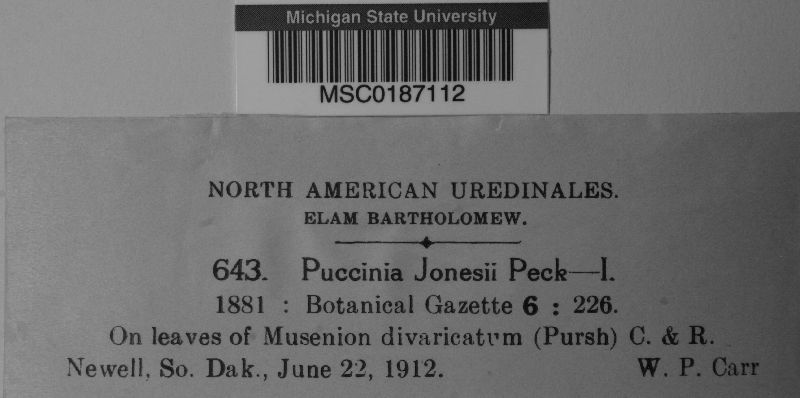 Michigan State University
MSC0187112
NORTH AMERICAN UREDINALES.
ELAM BARTHOLOMEW.
643. Puccinia Jonesii Peck—I.
1881 : Botanical Gazette 6 : 226.
On leaves of Musenion divaricatum (Pursh) C. & R.
Newell, So. Dak., June 22, 1912. W. P. Carr